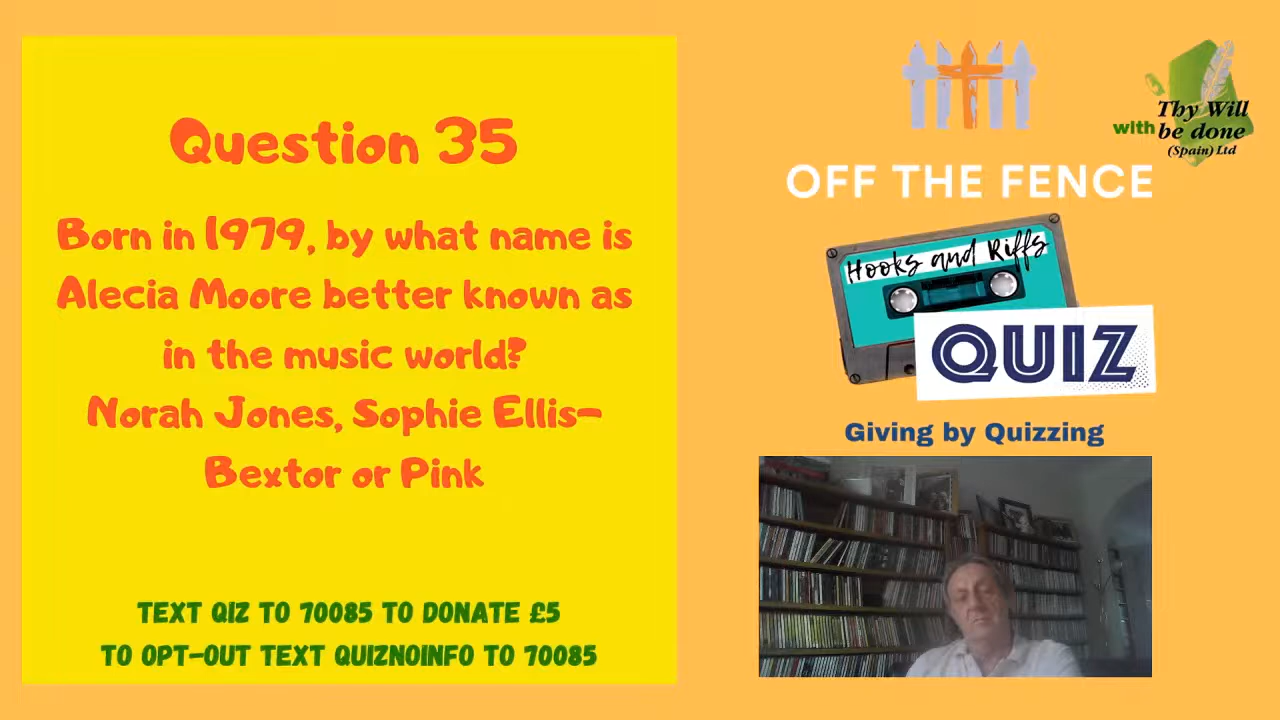 Question 35
Born in 1979, by what name is
Alecia Moore better known as
in the music world?
Norah Jones, Sophie Ellis-
Bextor or Pink
TEXT QIZ TO 70085 TO DONATE £5
TO OPT-OUT TEXT QUIZNOINFO TO 70085
with
Thy Will
be done
(Spain) Ltd
OFF THE FENCE
Hooks and Riffs
QUIZ
Giving by Quizzing